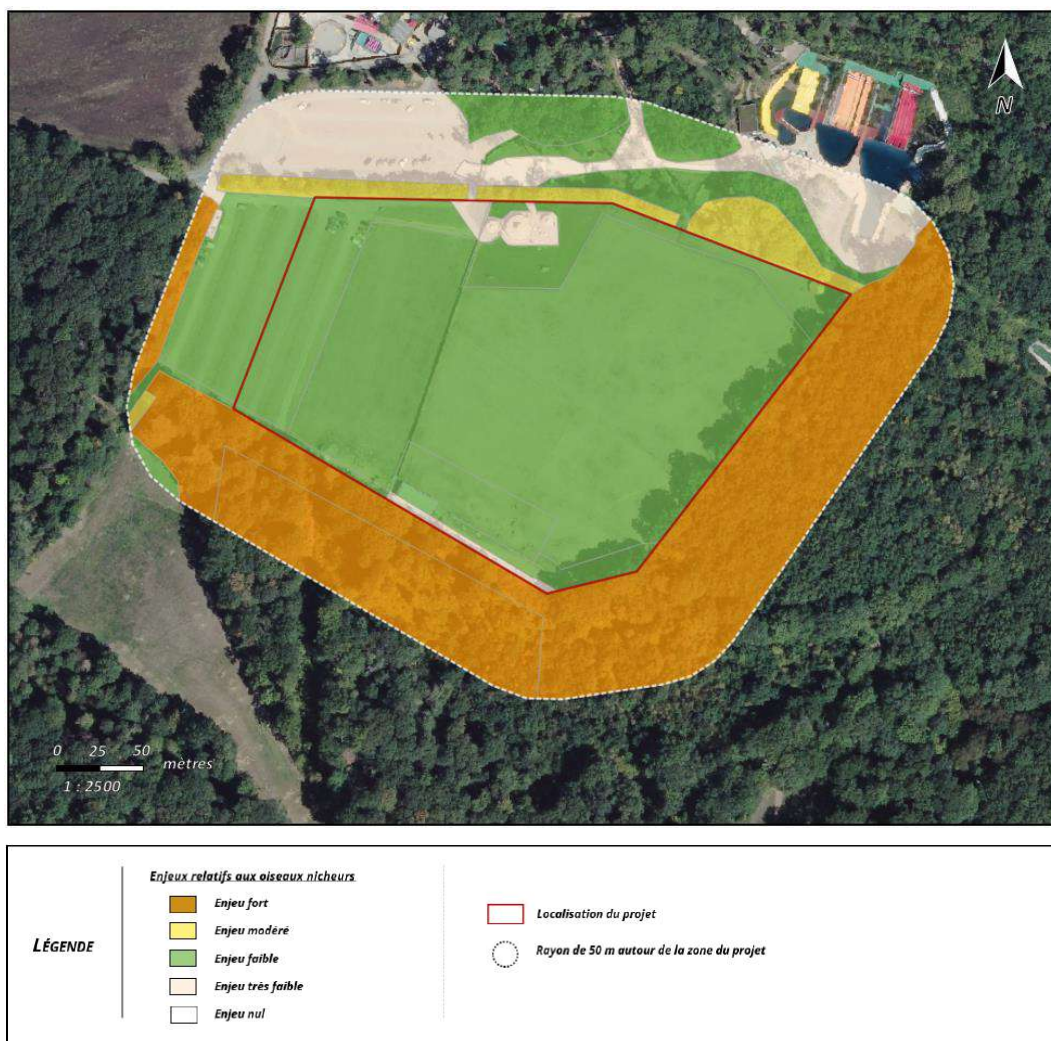 N
0 25 50
mètres
1 : 2500
LÉGENDE
Enjeux relatifs aux oiseaux nicheurs
Enjeu fort
Enjeu modéré
Enjeu faible
Enjeu très faible
Enjeu nul
Localisation du projet
Rayon de 50 m autour de la zone du projet